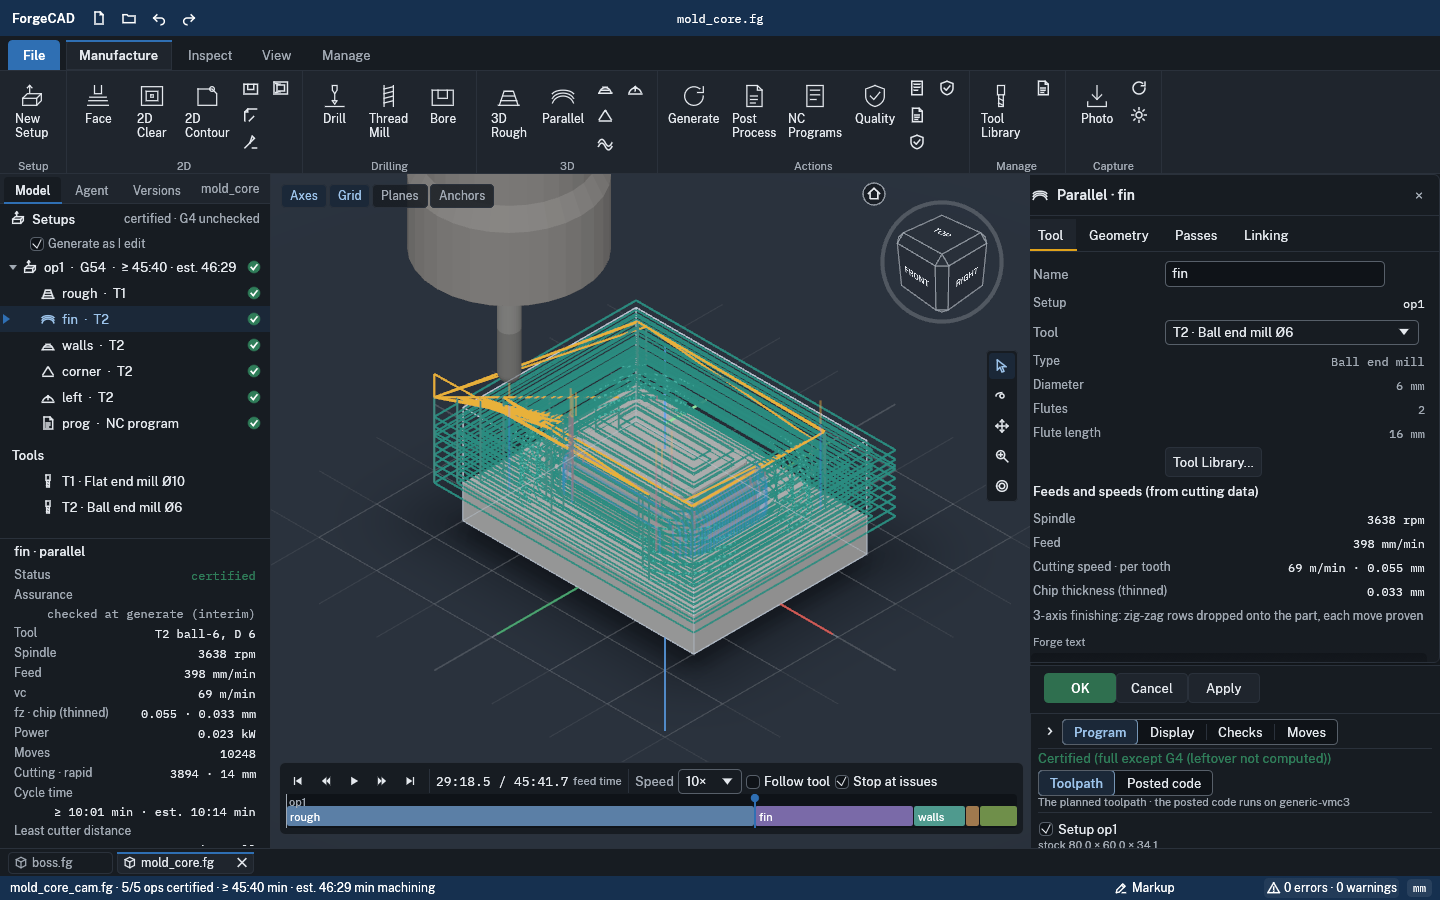 ForgeCAD
mold_core.fg
File
Manufacture
Inspect
View
Manage
New Setup
Setup
Face
2D Clear
2D Contour
2D
Drill
Thread Mill
Bore
Drilling
3D Rough
Parallel
3D
Generate
Post Process
NC Programs
Quality
Actions
Tool Library
Manage
Photo
Capture
Model
Agent
Versions
mold_core
Setups
certified · G4 unchecked
Generate as I edit
op1 · G54 · ≥ 45:40 · est. 46:29
rough · T1
fin · T2
walls · T2
corner · T2
left · T2
prog · NC program
Tools
T1 · Flat end mill Ø10
T2 · Ball end mill Ø6
fin · parallel
Status certified
Assurance
checked at generate (interim)
Tool T2 ball-6, D 6
Spindle 3638 rpm
Feed 398 mm/min
vc 69 m/min
fz · chip (thinned) 0.055 · 0.033 mm
Power 0.023 kW
Moves 10248
Cutting · rapid 3894 · 14 mm
Cycle time
≥ 10:01 min · est. 10:14 min
Least cutter distance
Axes
Grid
Planes
Anchors
TOP
FRONT
RIGHT
29:18.5 / 45:41.7 feed time
Speed
10×
Follow tool
Stop at issues
op1
rough
fin
walls
Parallel · fin
×
Tool
Geometry
Passes
Linking
Name fin
Setup op1
Tool T2 · Ball end mill Ø6
Type Ball end mill
Diameter 6 mm
Flutes 2
Flute length 16 mm
Tool Library...
Feeds and speeds (from cutting data)
Spindle 3638 rpm
Feed 398 mm/min
Cutting speed · per tooth 69 m/min · 0.055 mm
Chip thickness (thinned) 0.033 mm
3-axis finishing: zig-zag rows dropped onto the part, each move proven
Forge text
OK
Cancel
Apply
Program
Display
Checks
Moves
Certified (full except G4 (leftover not computed))
Toolpath
Posted code
The planned toolpath · the posted code runs on generic-vmc3
Setup op1
stock 80.0 × 60.0 × 34.1
boss.fg
mold_core.fg
mold_core_cam.fg · 5/5 ops certified · ≥ 45:40 min · est. 46:29 min machining
Markup
0 errors · 0 warnings
mm